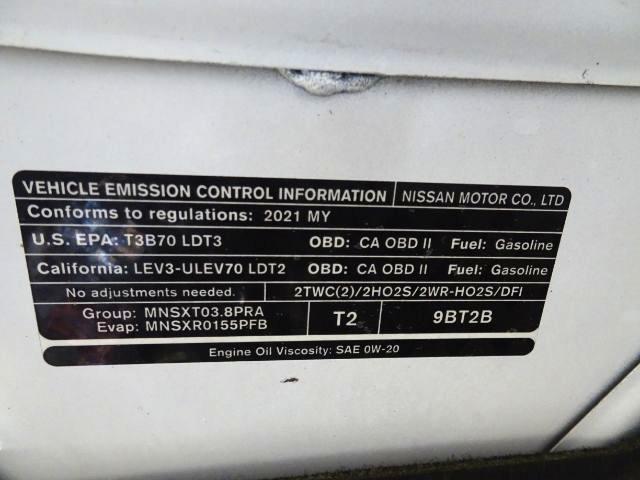 VEHICLE EMISSION CONTROL INFORMATION NISSAN MOTOR CO., LTD
Conforms to regulations: 2021 MY
U.S. EPA: T3B70 LDT3 OBD: CA OBD II Fuel: Gasoline
California: LEV3-ULEV70 LDT2 OBD: CA OBD II Fuel: Gasoline
No adjustments needed. 2TWC(2)/2HO2S/2WR-HO2S/DFI
Group: MNSXT03.8PRA
Evap: MNSXR0155PFB T2 9BT2B
Engine Oil Viscosity: SAE 0W-20